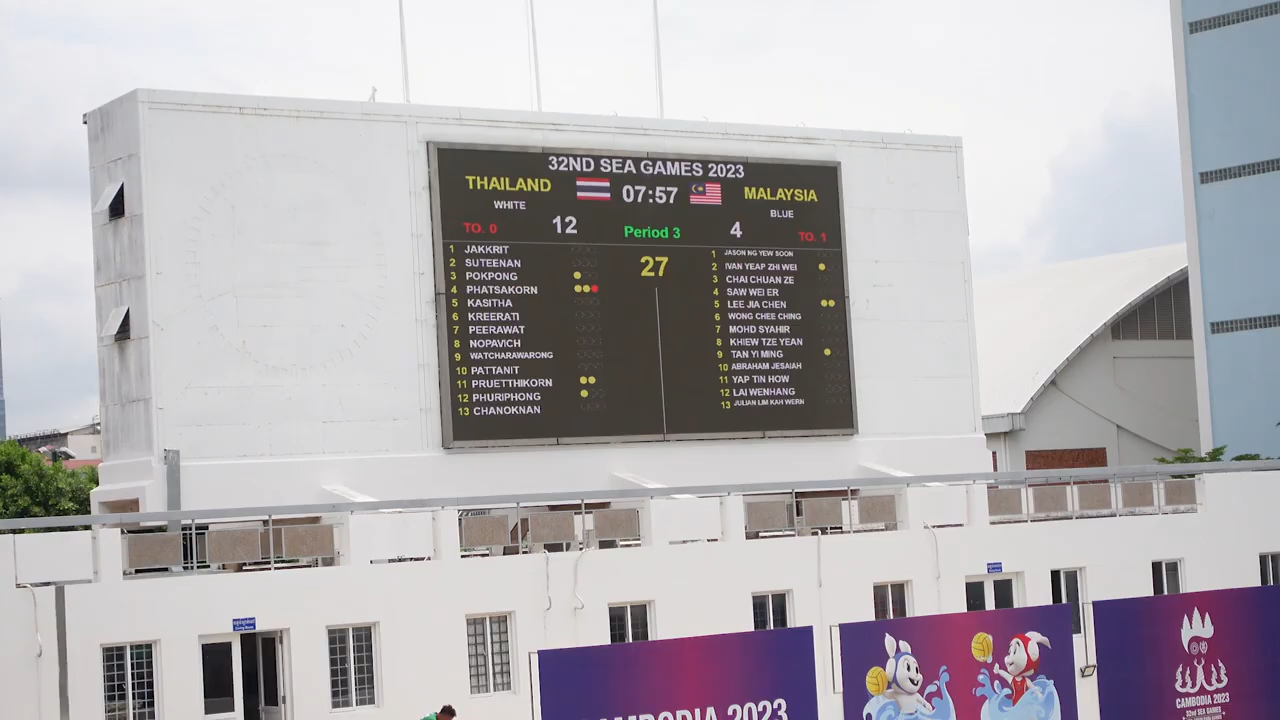 32ND SEA GAMES 2023
THAILAND 07:57 MALAYSIA
WHITE BLUE
TO. 0 12 Period 3 4 TO. 1
27
1 JAKKRIT
2 SUTEENAN
3 POKPONG
4 PHATSAKORN
5 KASITHA
6 KREERATI
7 PEERAWAT
8 NOPAVICH
9 WATCHARAWARONG
10 PATTANIT
11 PRUETTHIKORN
12 PHURIPHONG
13 CHANOKNAN
1 JASON NG YEW SOON
2 IVAN YEAP ZHI WEI
3 CHAI CHUAN ZE
4 SAW WEI ER
5 LEE JIA CHEN
6 WONG CHEE CHING
7 MOHD SYAHIR
8 KHIEW TZE YEAN
9 TAN YI MING
10 ABRAHAM JESAIAH
11 YAP TIN HOW
12 LAI WENHANG
13 JULIAN LIM KAH WERN
CAMBODIA 2023
CAMBODIA 2023
32nd SEA GAMES